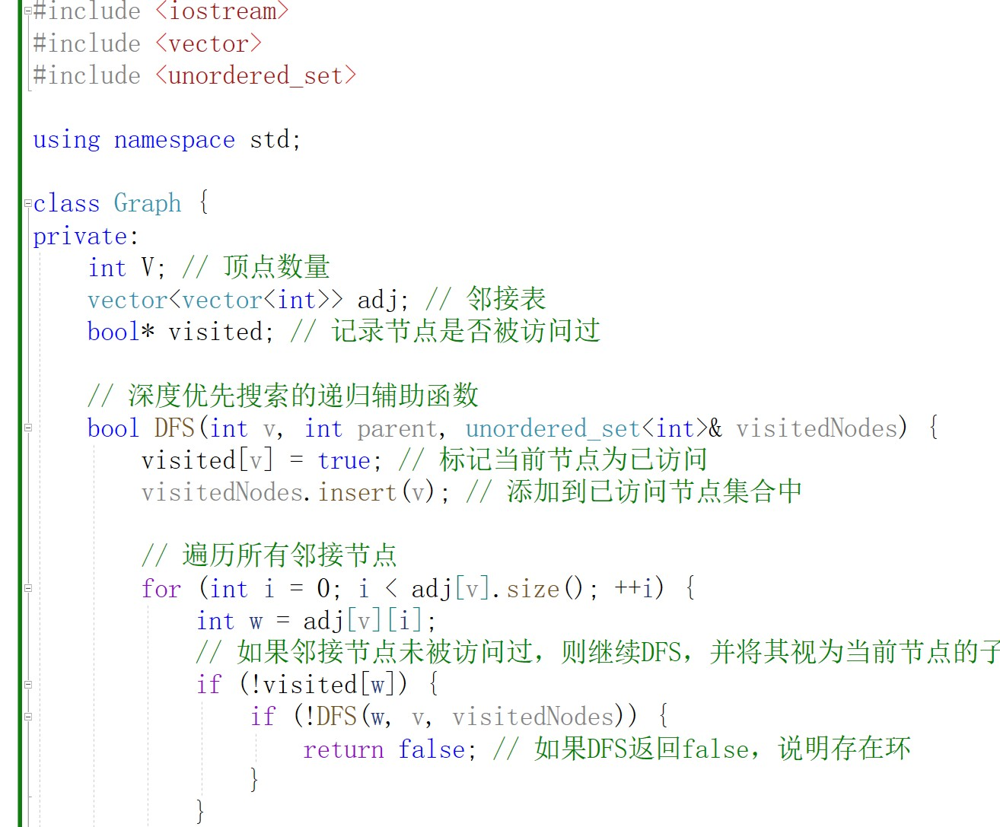 #include <iostream>
#include <vector>
#include <unordered_set>
using namespace std;
class Graph {
private:
int V; // 顶点数量
vector<vector<int>> adj; // 邻接表
bool* visited; // 记录节点是否被访问过
// 深度优先搜索的递归辅助函数
bool DFS(int v, int parent, unordered_set<int>& visitedNodes) {
visited[v] = true; // 标记当前节点为已访问
visitedNodes.insert(v); // 添加到已访问节点集合中
// 遍历所有邻接节点
for (int i = 0; i < adj[v].size(); ++i) {
int w = adj[v][i];
// 如果邻接节点未被访问过，则继续DFS，并将其视为当前节点的子
if (!visited[w]) {
if (!DFS(w, v, visitedNodes)) {
return false; // 如果DFS返回false，说明存在环
}
}